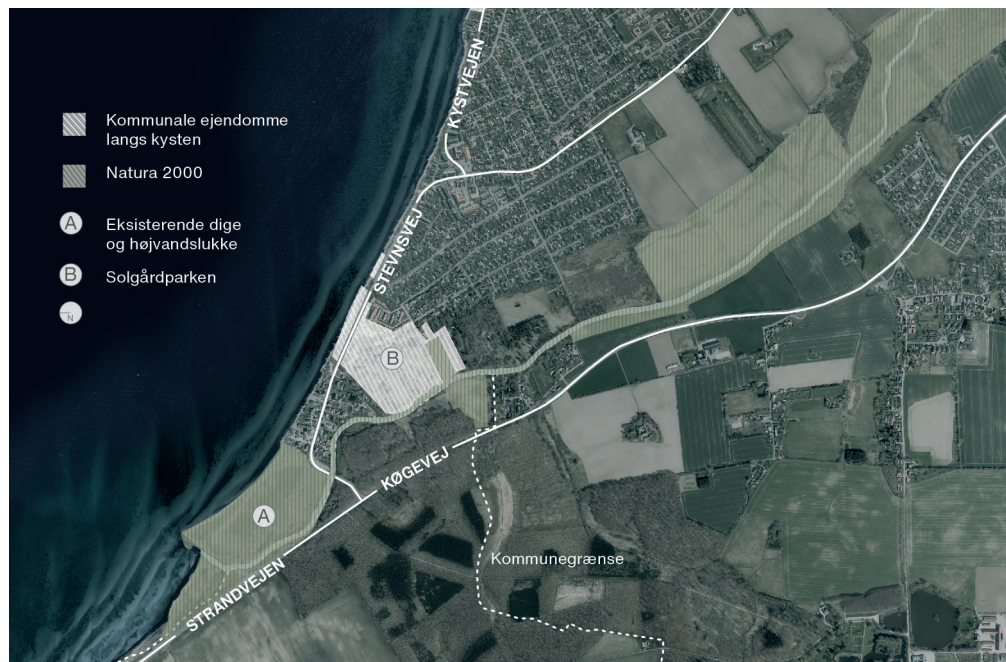 Kommunale ejendomme
langs kysten
Natura 2000
A
Eksisterende dige
og højvandslukke
B
Solgårdparken
N
KYSTVEJEN
STEVNSVEJ
B
KØGEVEJ
A
Kommunegrænse
STRANDVEJEN